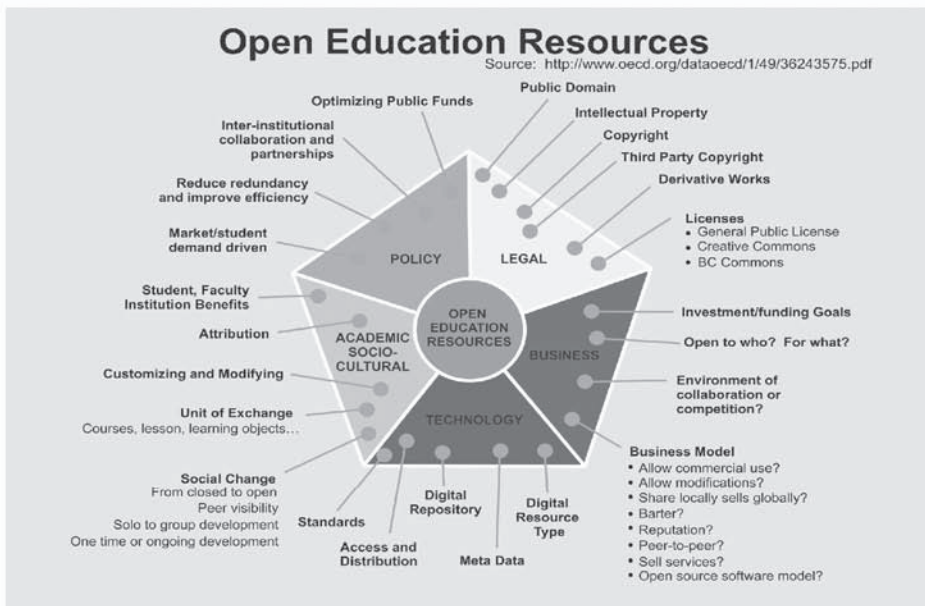 Open Education Resources
Source: http://www.oecd.org/dataoecd/1/49/36243575.pdf
Optimizing Public Funds
Inter-institutional
collaboration and
partnerships
Reduce redundancy
and improve efficiency
Market/student
demand driven
POLICY
Public Domain
Intellectual Property
Copyright
Third Party Copyright
Derivative Works
Licenses
• General Public License
• Creative Commons
• BC Commons
LEGAL
OPEN
EDUCATION
RESOURCES
Student, Faculty
Institution Benefits
Attribution
Customizing and Modifying
Unit of Exchange
Courses, lesson, learning objects…
Social Change
From closed to open
Peer visibility
Solo to group development
One time or ongoing development
ACADEMIC
SOCIO-
CULTURAL
TECHNOLOGY
Standards
Access and
Distribution
Digital
Repository
Meta Data
Digital
Resource
Type
BUSINESS
Investment/funding Goals
Open to who? For what?
Environment of
collaboration or
competition?
Business Model
• Allow commercial use?
• Allow modifications?
• Share locally sells globally?
• Barter?
• Reputation?
• Peer-to-peer?
• Sell services?
• Open source software model?